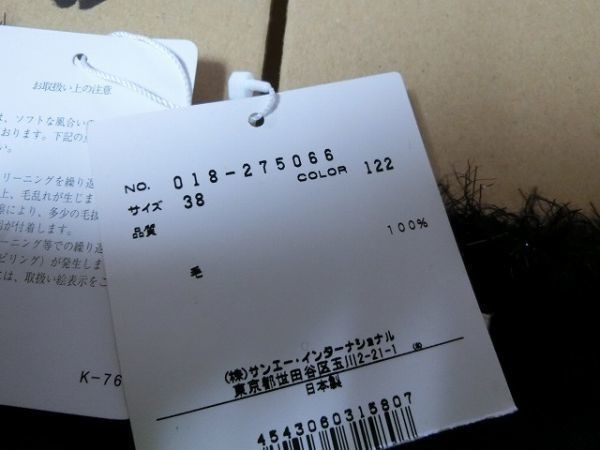 お取扱い上の注意
は、ソフトな風合い
おります。下記の
い。
リーニングを繰り返
上、毛乱れが生じま
により、多少の毛抜
が付着します。
ーニング等での繰り返
ピリング)が発生しま
は、取扱い絵表示をご
K-76
NO. 018-275066
COLOR 122
サイズ 38
品質
100%
毛
(株)サンエー・インターナショナル
東京都世田谷区玉川2-21-1
日本製
4543080315807